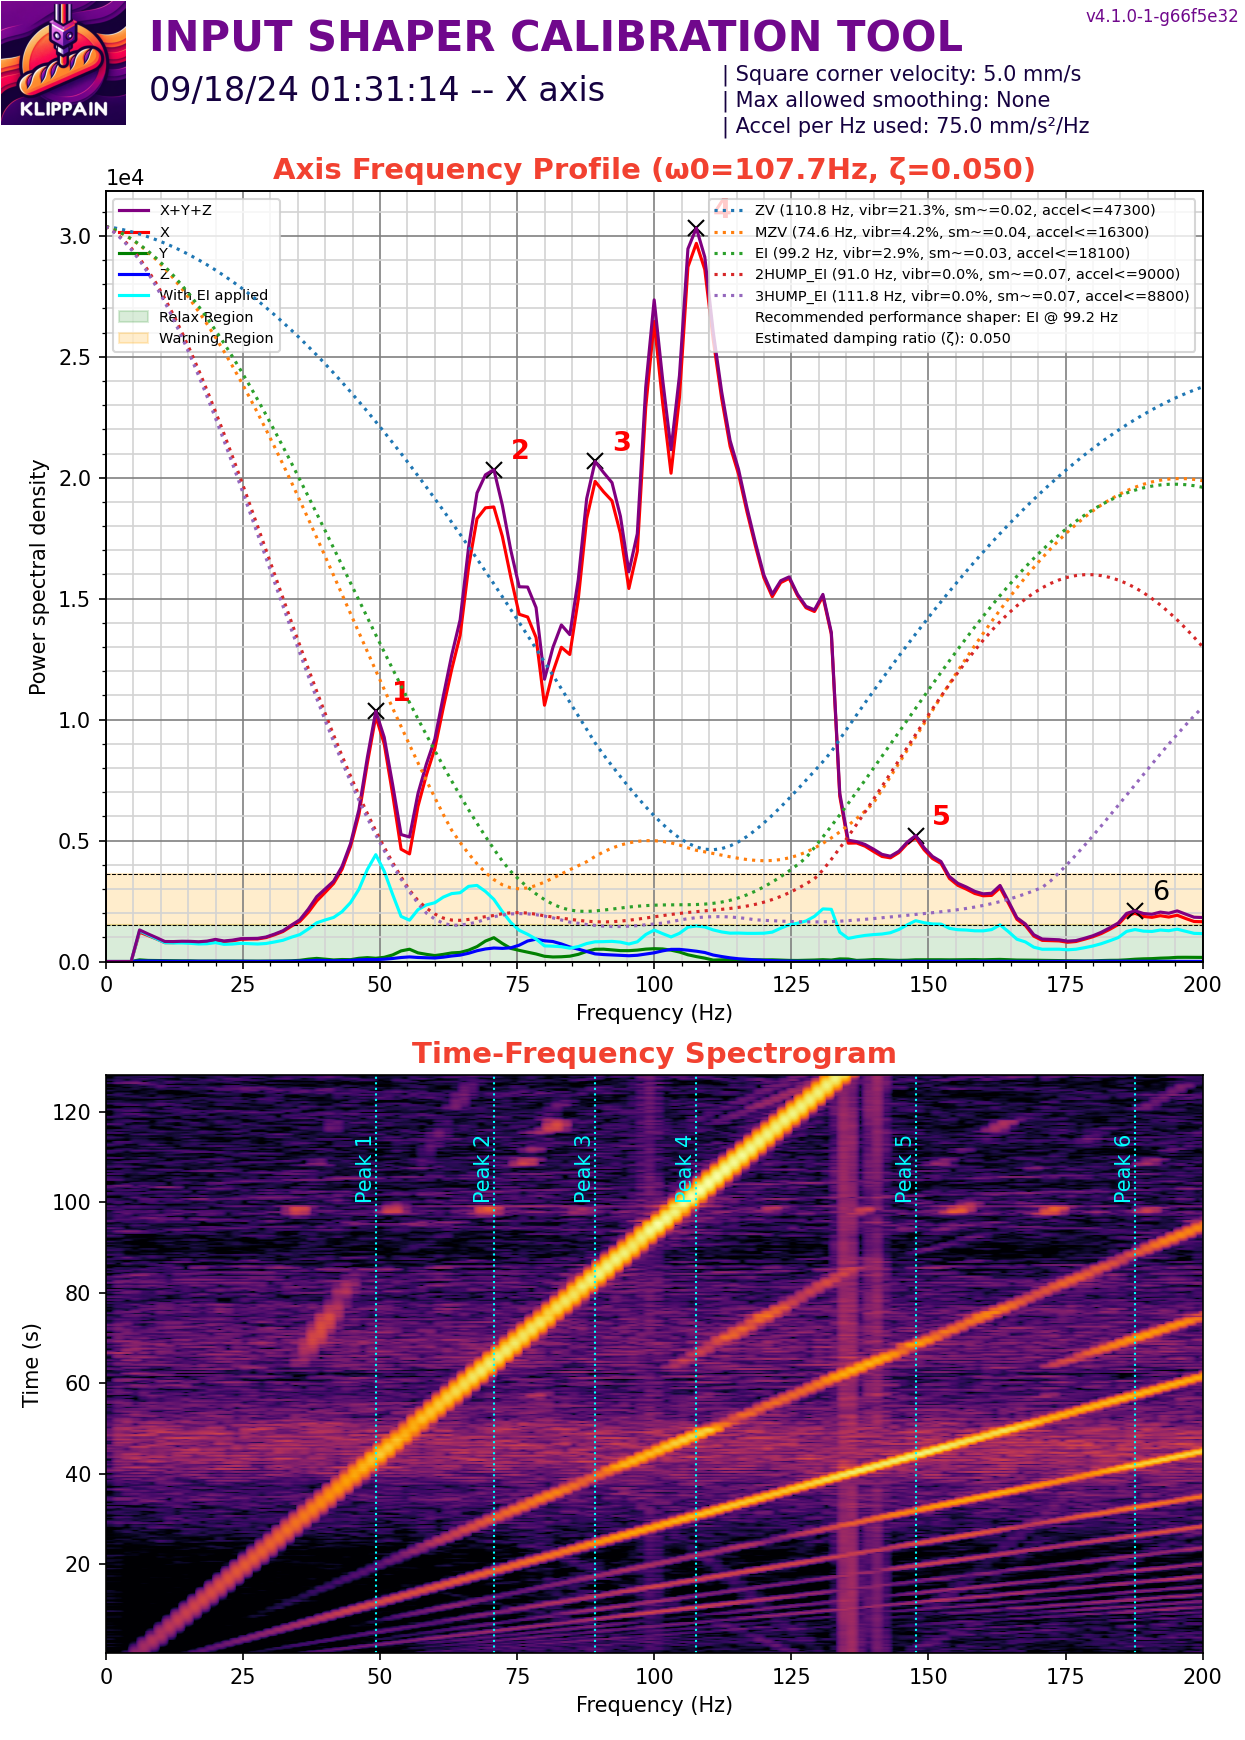 v4.1.0-1-g66f5e32
INPUT SHAPER CALIBRATION TOOL
KLIPPAIN
09/18/24 01:31:14 -- X axis
| Square corner velocity: 5.0 mm/s
| Max allowed smoothing: None
| Accel per Hz used: 75.0 mm/s²/Hz
Axis Frequency Profile (ω0=107.7Hz, ζ=0.050)
1e4
X+Y+Z
X
Y
Z
With EI applied
Relax Region
Warning Region
ZV (110.8 Hz, vibr=21.3%, sm~=0.02, accel<=47300)
MZV (74.6 Hz, vibr=4.2%, sm~=0.04, accel<=16300)
EI (99.2 Hz, vibr=2.9%, sm~=0.03, accel<=18100)
2HUMP_EI (91.0 Hz, vibr=0.0%, sm~=0.07, accel<=9000)
3HUMP_EI (111.8 Hz, vibr=0.0%, sm~=0.07, accel<=8800)
Recommended performance shaper: EI @ 99.2 Hz
Estimated damping ratio (ζ): 0.050
4
3
2
1
5
6
3.0
2.5
2.0
1.5
1.0
0.5
0.0
Power spectral density
0 25 50 75 100 125 150 175 200
Frequency (Hz)
Time-Frequency Spectrogram
Peak 1
Peak 2
Peak 3
Peak 4
Peak 5
Peak 6
120
100
80
60
40
20
Time (s)
0 25 50 75 100 125 150 175 200
Frequency (Hz)